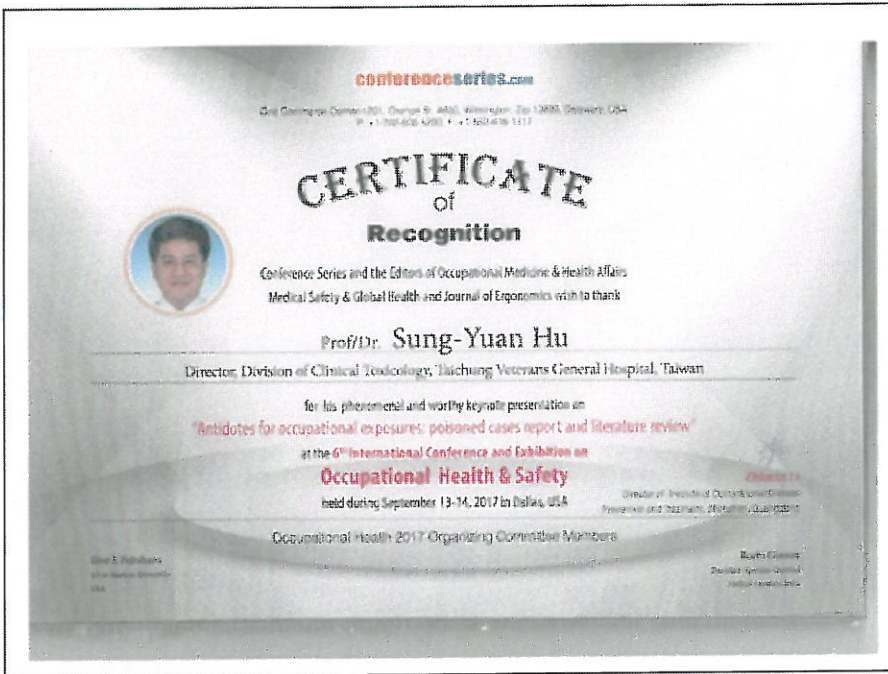 conferenceseries.com
CERTIFICATE
of
Recognition
Conference Series and the Editors of Occupational Medicine & Health Affairs
Medical Safety & Global Health and Journal of Ergonomics wish to thank
Prof/Dr. Sung-Yuan Hu
Director, Division of Clinical Toxicology, Taichung Veterans General Hospital, Taiwan
for his phenomenal and worthy keynote presentation on
"Antidotes for occupational exposures: poisoned cases report and literature review"
at the 6th International Conference and Exhibition on
Occupational Health & Safety
held during September 13-14, 2017 in Dallas, USA
Occupational Health 2017 Organizing Committee Members
USA